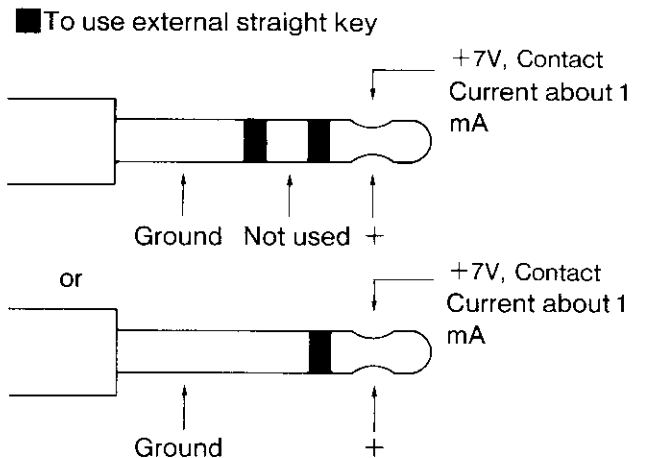 ■To use external straight key
+7V, Contact
Current about 1
mA
Ground Not used +
or
+7V, Contact
Current about 1
mA
Ground +